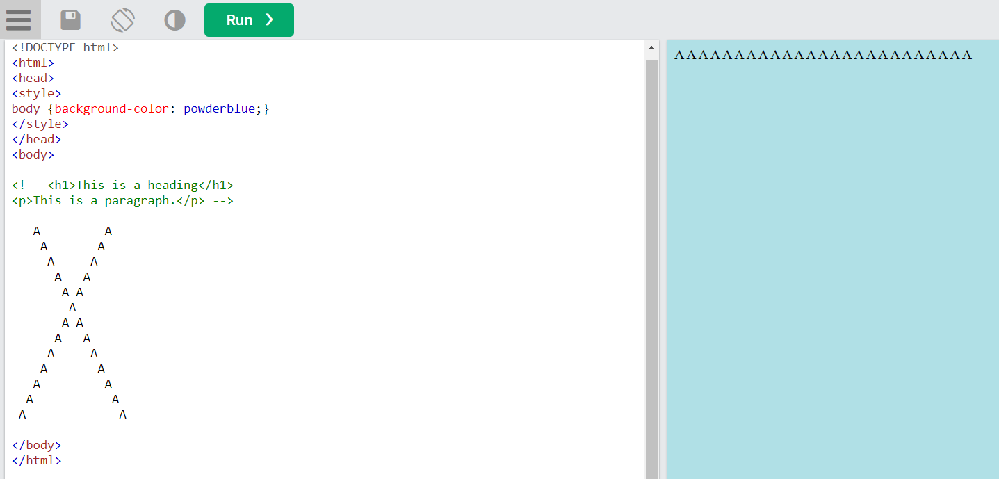 Run ❯
<!DOCTYPE html>
<html>
<head>
<style>
body {background-color: powderblue;}
</style>
</head>
<body>

<!-- <h1>This is a heading</h1>
<p>This is a paragraph.</p> -->

   A         A
    A       A
     A     A
      A   A
       A A
        A
       A A
      A   A
     A     A
    A       A
   A         A
  A           A
 A             A

</body>
</html>
A A A A A A A A A A A A A A A A A A A A A A A A A